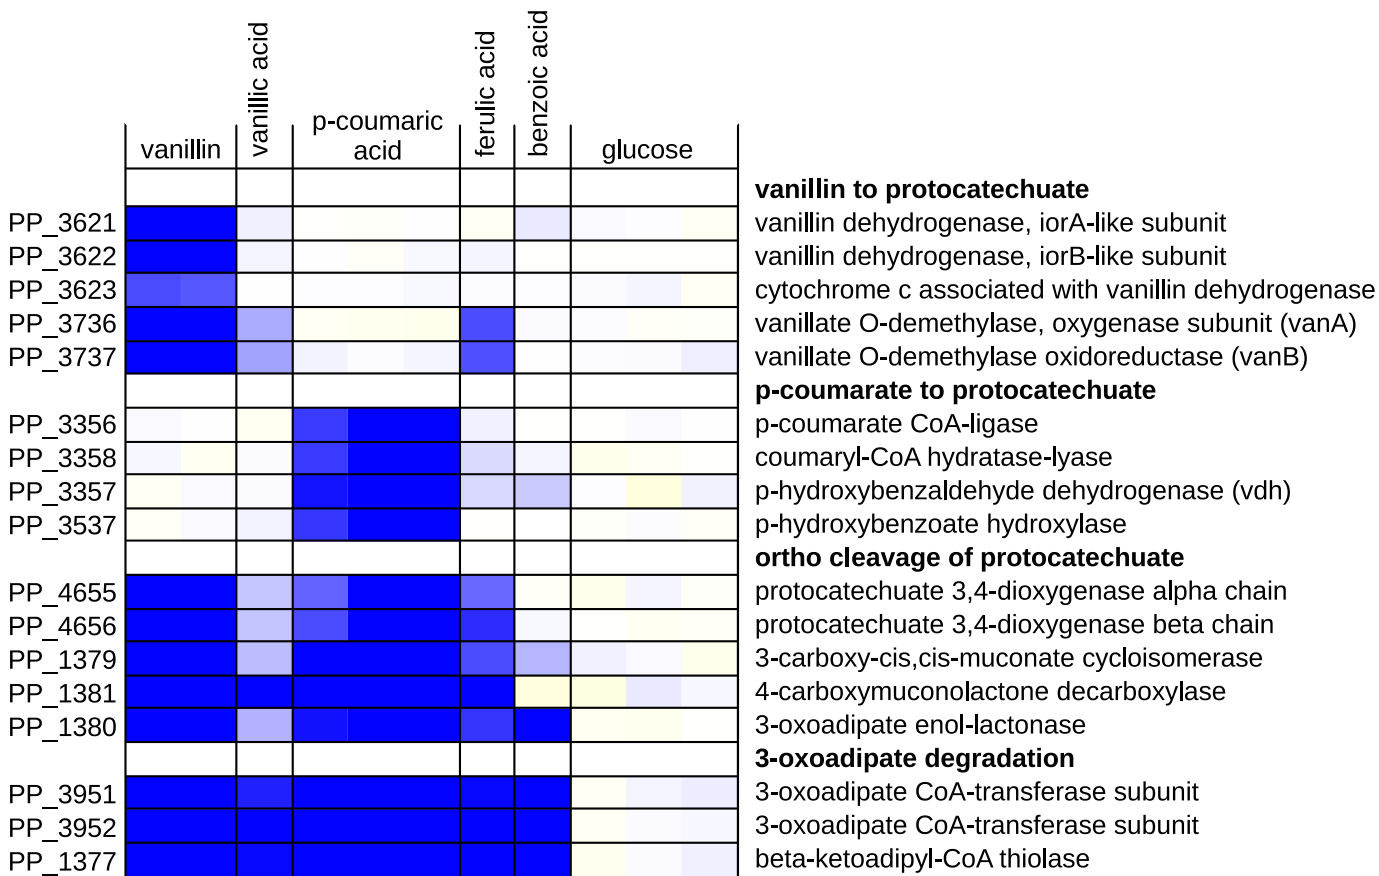 vanillin
vanillic acid
p-coumaric
acid
ferulic acid
benzoic acid
glucose
vanillin to protocatechuate
PP_3621 vanillin dehydrogenase, iorA-like subunit
PP_3622 vanillin dehydrogenase, iorB-like subunit
PP_3623 cytochrome c associated with vanillin dehydrogenase
PP_3736 vanillate O-demethylase, oxygenase subunit (vanA)
PP_3737 vanillate O-demethylase oxidoreductase (vanB)
p-coumarate to protocatechuate
PP_3356 p-coumarate CoA-ligase
PP_3358 coumaryl-CoA hydratase-lyase
PP_3357 p-hydroxybenzaldehyde dehydrogenase (vdh)
PP_3537 p-hydroxybenzoate hydroxylase
ortho cleavage of protocatechuate
PP_4655 protocatechuate 3,4-dioxygenase alpha chain
PP_4656 protocatechuate 3,4-dioxygenase beta chain
PP_1379 3-carboxy-cis,cis-muconate cycloisomerase
PP_1381 4-carboxymuconolactone decarboxylase
PP_1380 3-oxoadipate enol-lactonase
3-oxoadipate degradation
PP_3951 3-oxoadipate CoA-transferase subunit
PP_3952 3-oxoadipate CoA-transferase subunit
PP_1377 beta-ketoadipyl-CoA thiolase